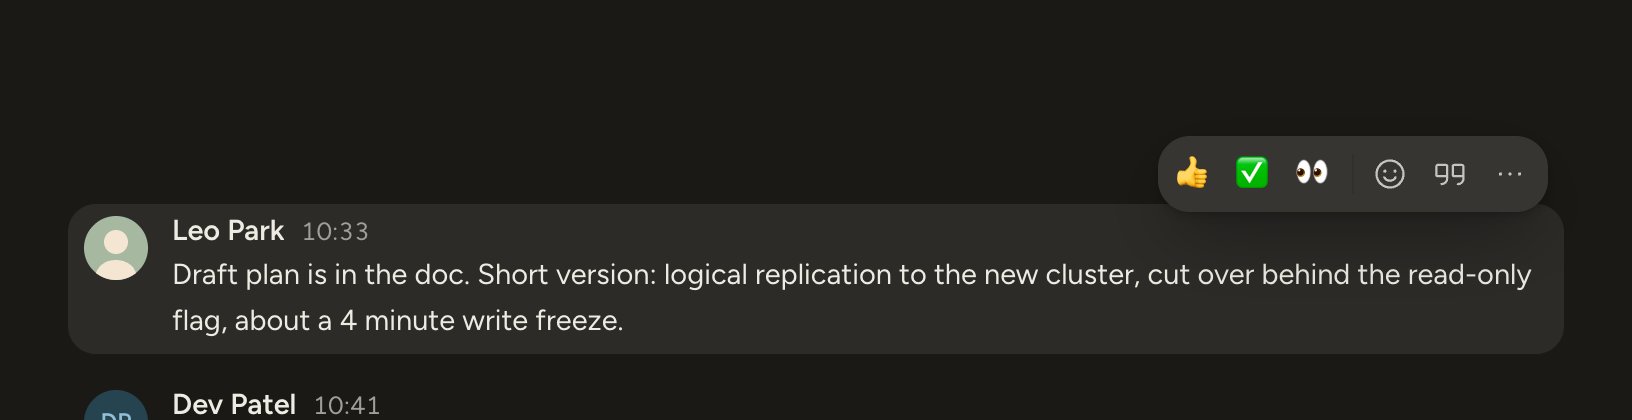 Leo Park 10:33
Draft plan is in the doc. Short version: logical replication to the new cluster, cut over behind the read-only
flag, about a 4 minute write freeze.
Dev Patel 10:41
DP